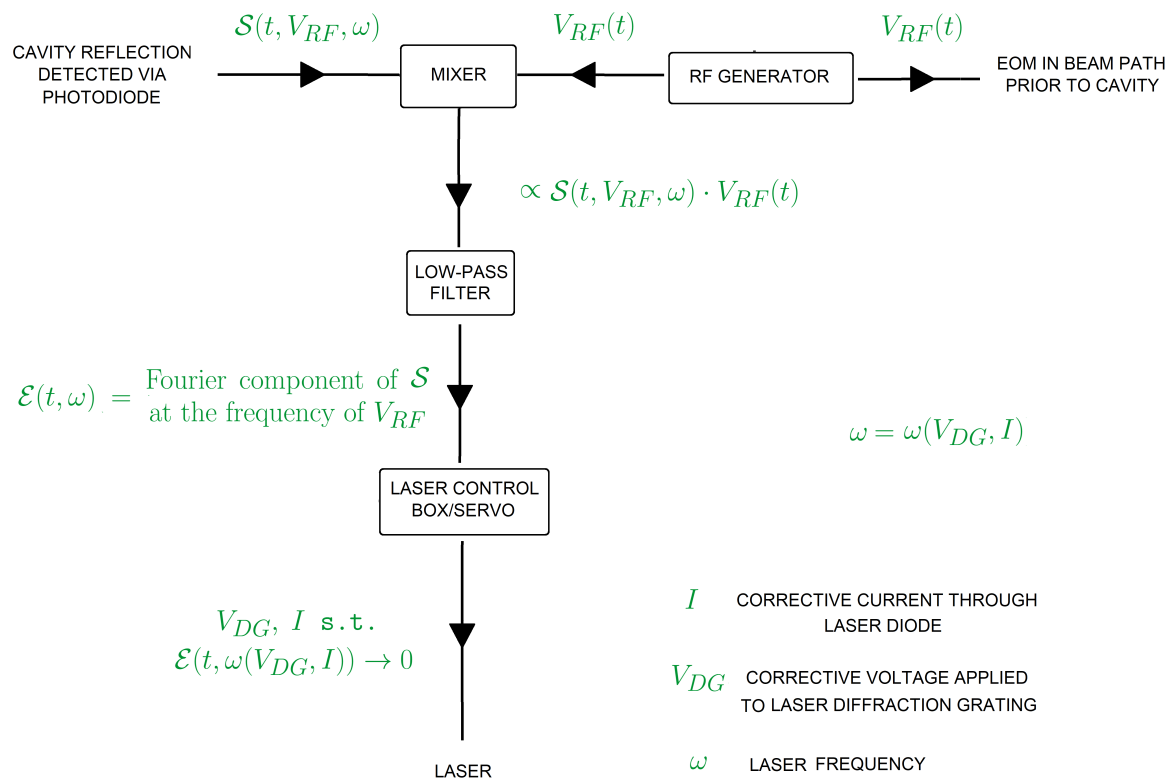 S(t, V_RF, ω)
V_RF(t)
V_RF(t)
CAVITY REFLECTION
DETECTED VIA
PHOTODIODE
MIXER
RF GENERATOR
EOM IN BEAM PATH
PRIOR TO CAVITY
∝ S(t, V_RF, ω) · V_RF(t)
LOW-PASS
FILTER
ℰ(t, ω) = Fourier component of S
at the frequency of V_RF
ω = ω(V_DG, I)
LASER CONTROL
BOX/SERVO
V_DG, I s.t.
ℰ(t, ω(V_DG, I)) → 0
I CORRECTIVE CURRENT THROUGH
LASER DIODE
V_DG CORRECTIVE VOLTAGE APPLIED
TO LASER DIFFRACTION GRATING
ω LASER FREQUENCY
LASER